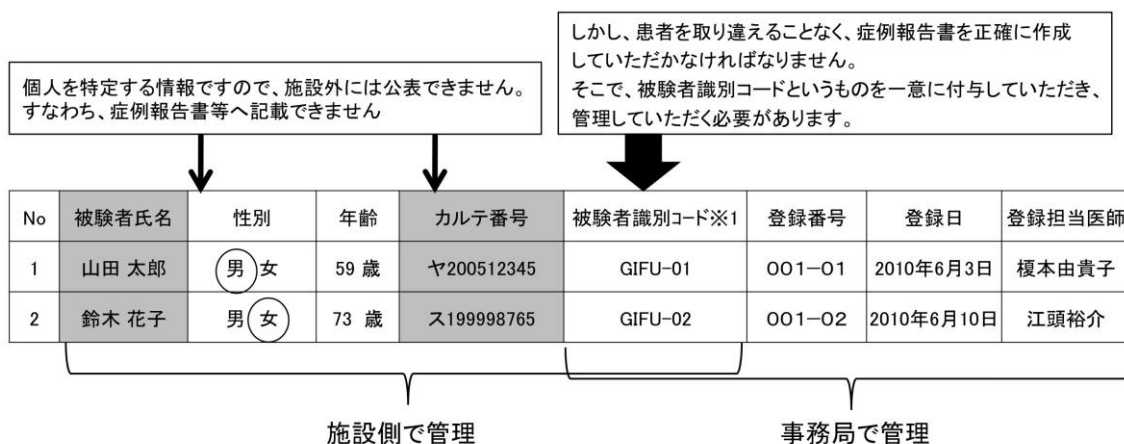 しかし、患者を取り違えることなく、症例報告書を正確に作成
していただかなければなりません。
そこで、被験者識別コードというものを一意に付与していただき、
管理していただく必要があります。
個人を特定する情報ですので、施設外には公表できません。
すなわち、症例報告書等へ記載できません
No 被験者氏名 性別 年齢 カルテ番号 被験者識別コード※1 登録番号 登録日 登録担当医師
1 山田 太郎 男 女 59 歳 ヤ200512345 GIFU-01 001-01 2010年6月3日 榎本由貴子
2 鈴木 花子 男 女 73 歳 ス199998765 GIFU-02 001-02 2010年6月10日 江頭裕介
施設側で管理 事務局で管理